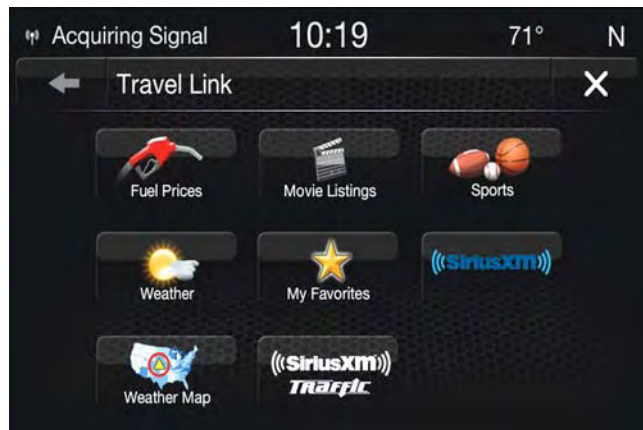 Acquiring Signal 10:19 71° N
Travel Link
Fuel Prices Movie Listings Sports
Weather My Favorites ((SiriusXM))
Weather Map ((SiriusXM))
Traffic